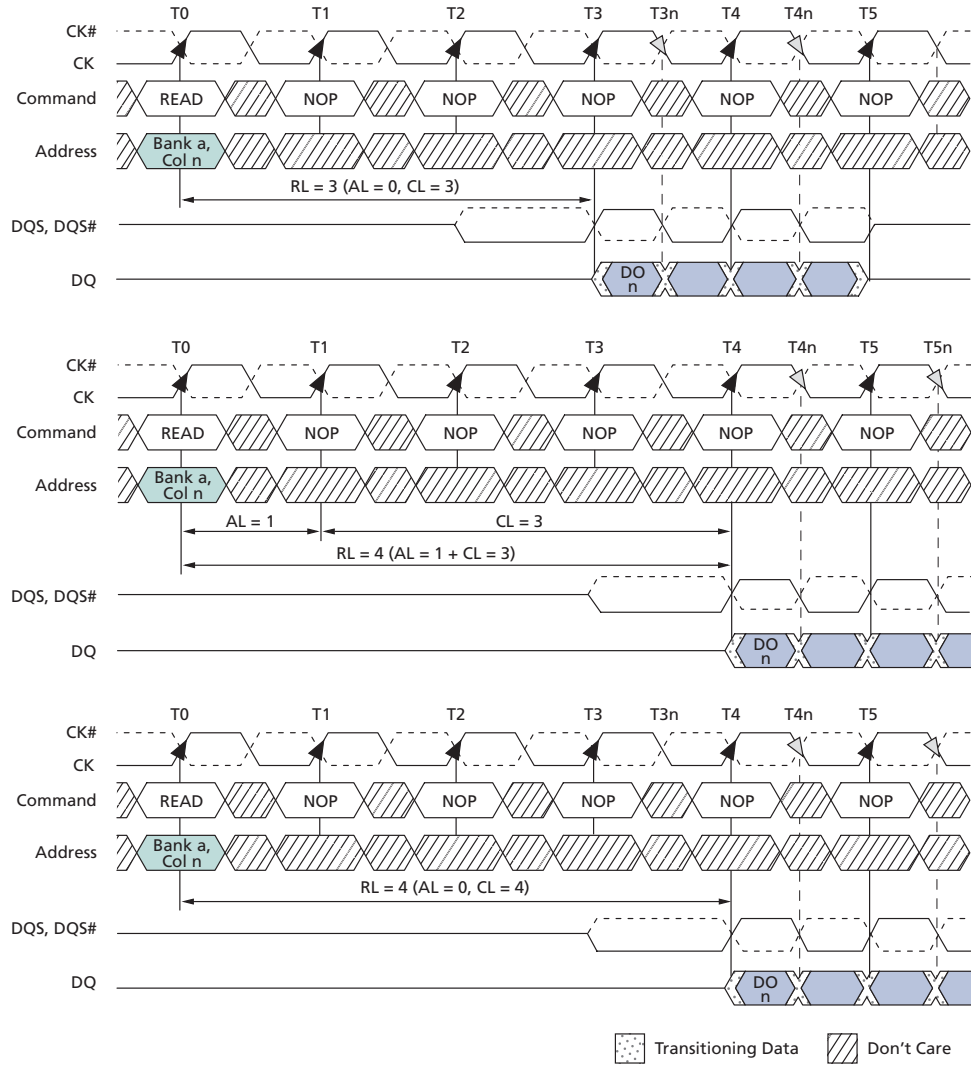 T0 T1 T2 T3 T3n T4 T4n T5
CK#
CK
Command READ NOP NOP NOP NOP NOP
Address Bank a,
Col n
RL = 3 (AL = 0, CL = 3)
DQS, DQS#
DQ DO
n
T0 T1 T2 T3 T4 T4n T5 T5n
CK#
CK
Command READ NOP NOP NOP NOP NOP
Address Bank a,
Col n
AL = 1 CL = 3
RL = 4 (AL = 1 + CL = 3)
DQS, DQS#
DQ DO
n
T0 T1 T2 T3 T3n T4 T4n T5
CK#
CK
Command READ NOP NOP NOP NOP NOP
Address Bank a,
Col n
RL = 4 (AL = 0, CL = 4)
DQS, DQS#
DQ DO
n
Transitioning Data Don't Care